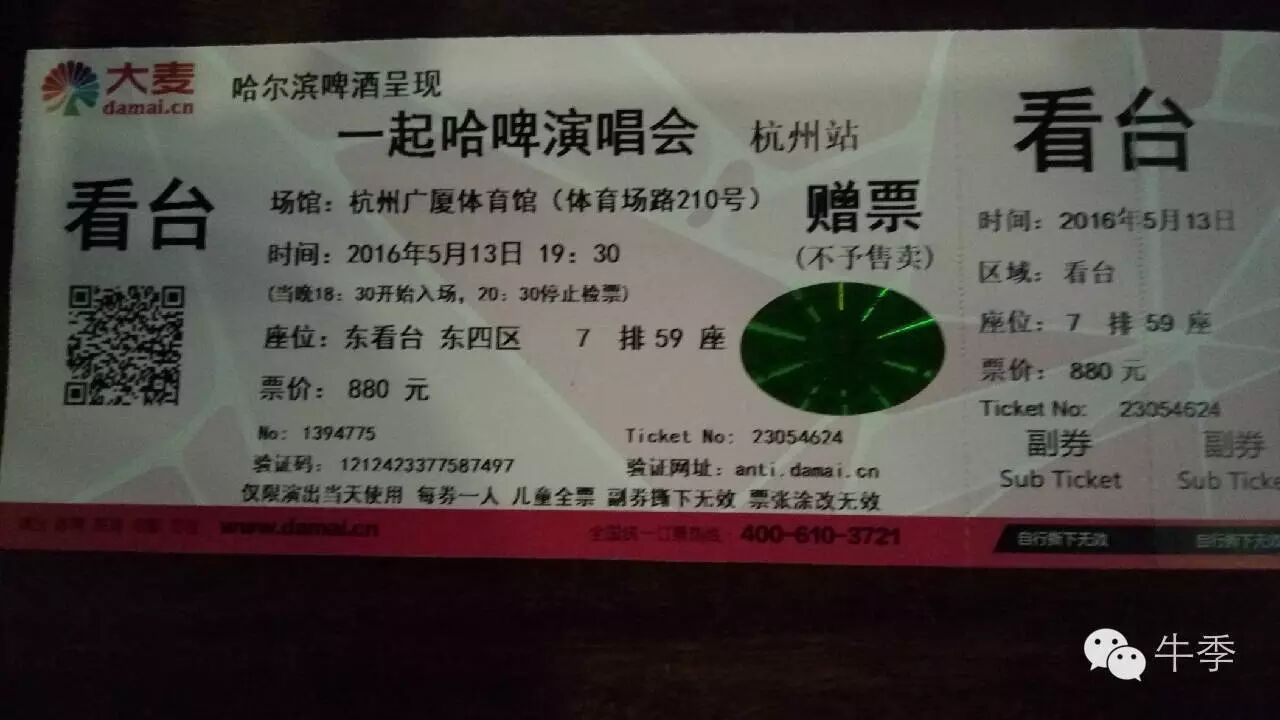 大麦
damai.cn
哈尔滨啤酒呈现
一起哈啤演唱会 杭州站
看台
场馆：杭州广厦体育馆（体育场路210号）
时间：2016年5月13日 19：30
(当晚18：30开始入场，20：30停止检票)
座位：东看台 东四区 7 排 59 座
票价： 880 元
赠票
(不予售卖)
No: 1394775
Ticket No: 23054624
验证码： 1212423377587497
验证网址：anti.damai.cn
仅限演出当天使用 每券一人 儿童全票 副券撕下无效 票张涂改无效
www.damai.cn
全国统一订票热线： 400-610-3721
看台
时间： 2016年5月13日
区域： 看台
座位： 7 排 59 座
票价： 880 元
Ticket No: 23054624
副券 副券
Sub Ticket Sub Ticke
自行撕下无效 自行撕下无效
牛季